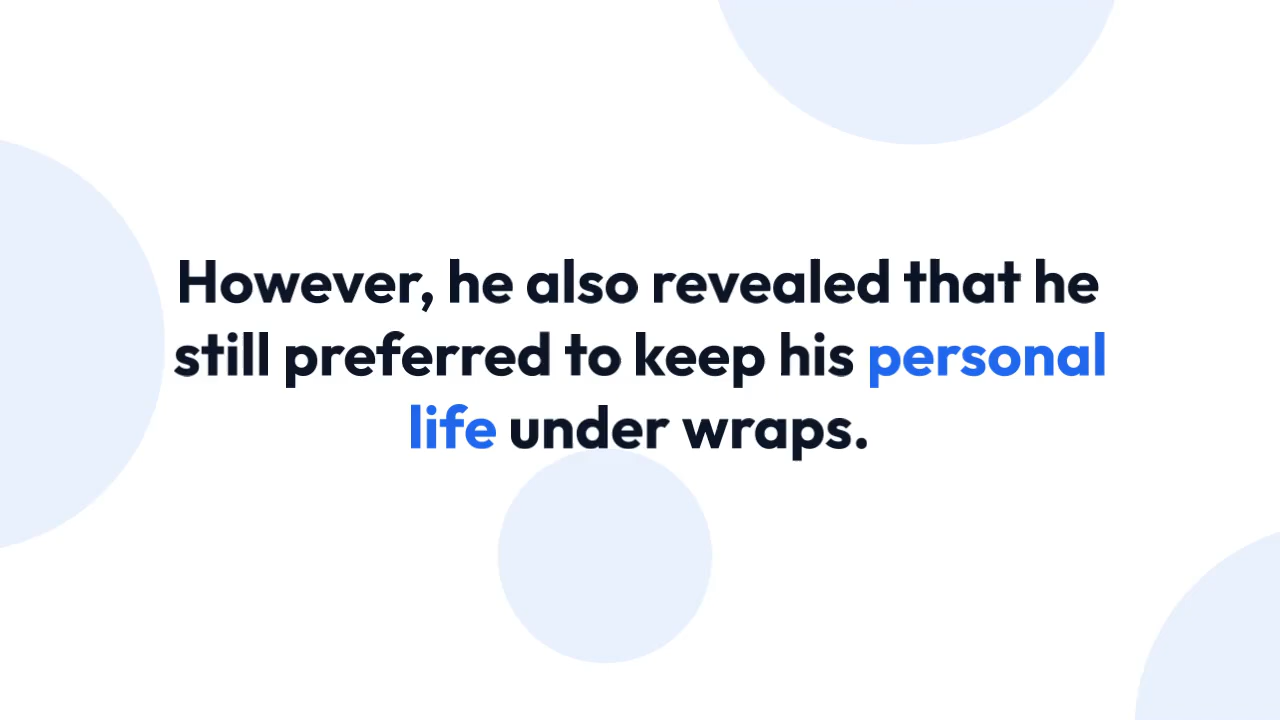 However, he also revealed that he
still preferred to keep his personal
life under wraps.